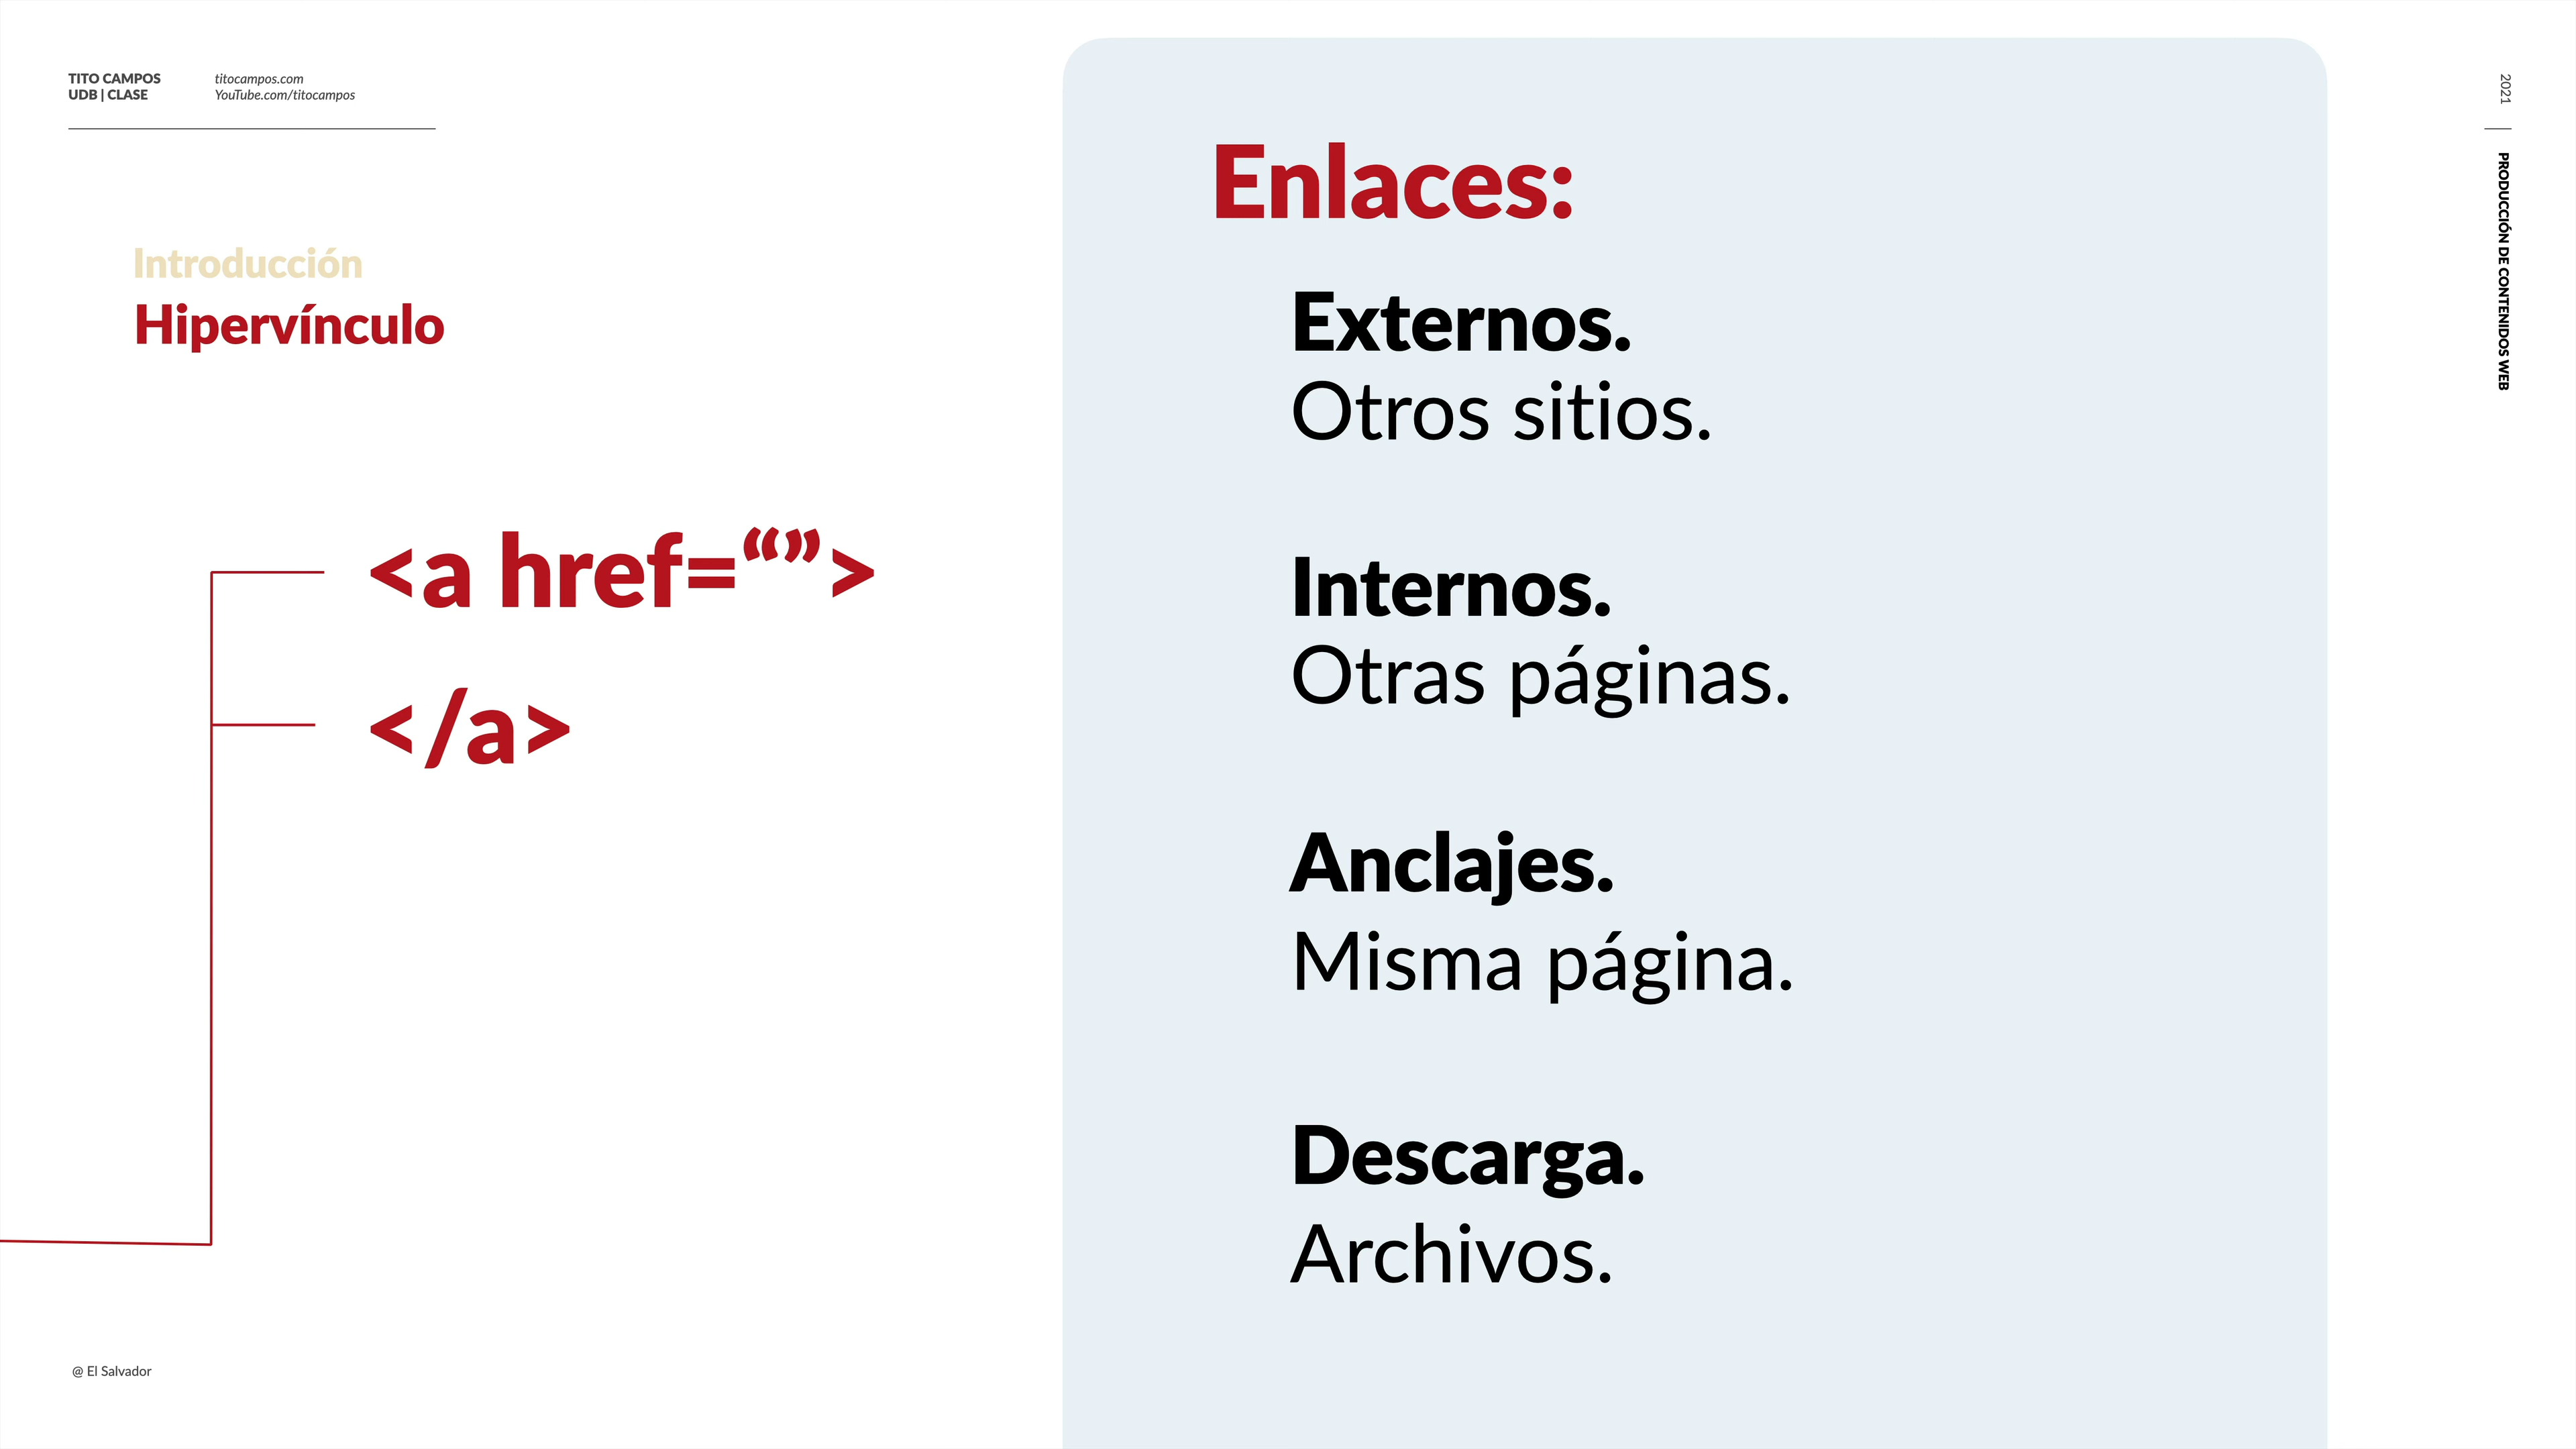 TITO CAMPOS
UDB | CLASE
titocampos.com
YouTube.com/titocampos
Introducción
Hipervínculo
<a href=“”>
</a>
@ El Salvador
Enlaces:
Externos.
Otros sitios.
Internos.
Otras páginas.
Anclajes.
Misma página.
Descarga.
Archivos.
2021
PRODUCCIÓN DE CONTENIDOS WEB